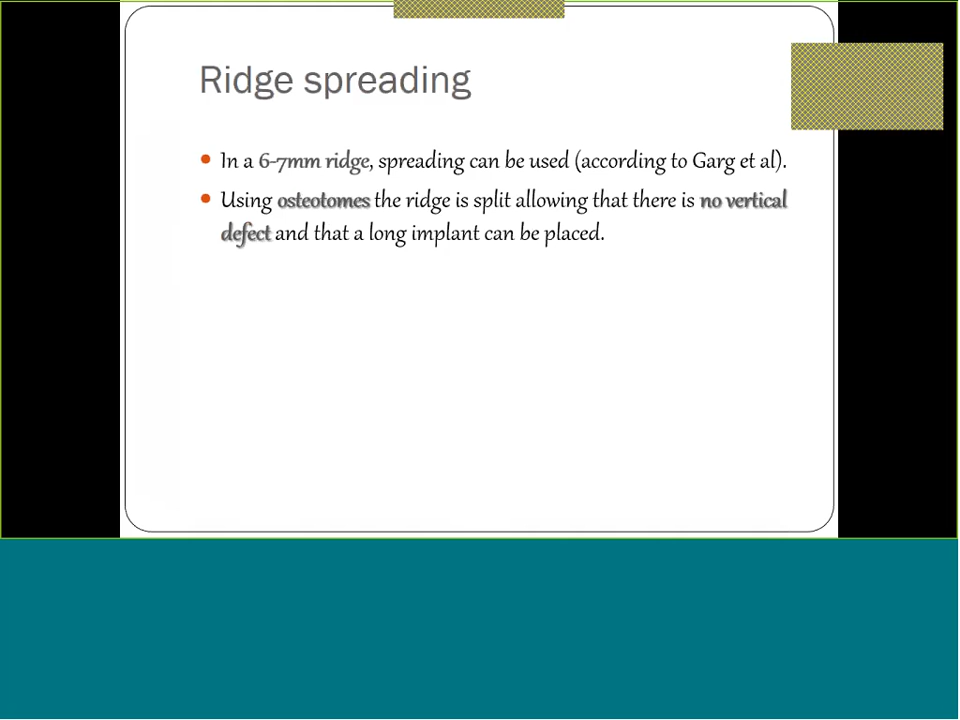 Ridge spreading
• In a 6-7mm ridge, spreading can be used (according to Garg et al).
• Using osteotomes the ridge is split allowing that there is no vertical
defect and that a long implant can be placed.